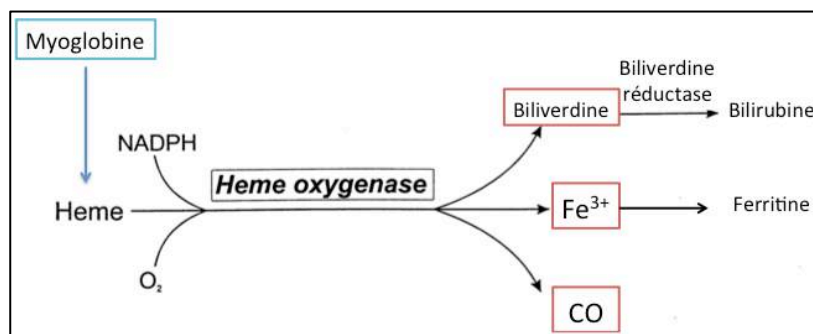 Myoglobine
Biliverdine
réductase
NADPH
Biliverdine
Bilirubine
Heme oxygenase
Heme
Fe³⁺
Ferritine
O₂
CO